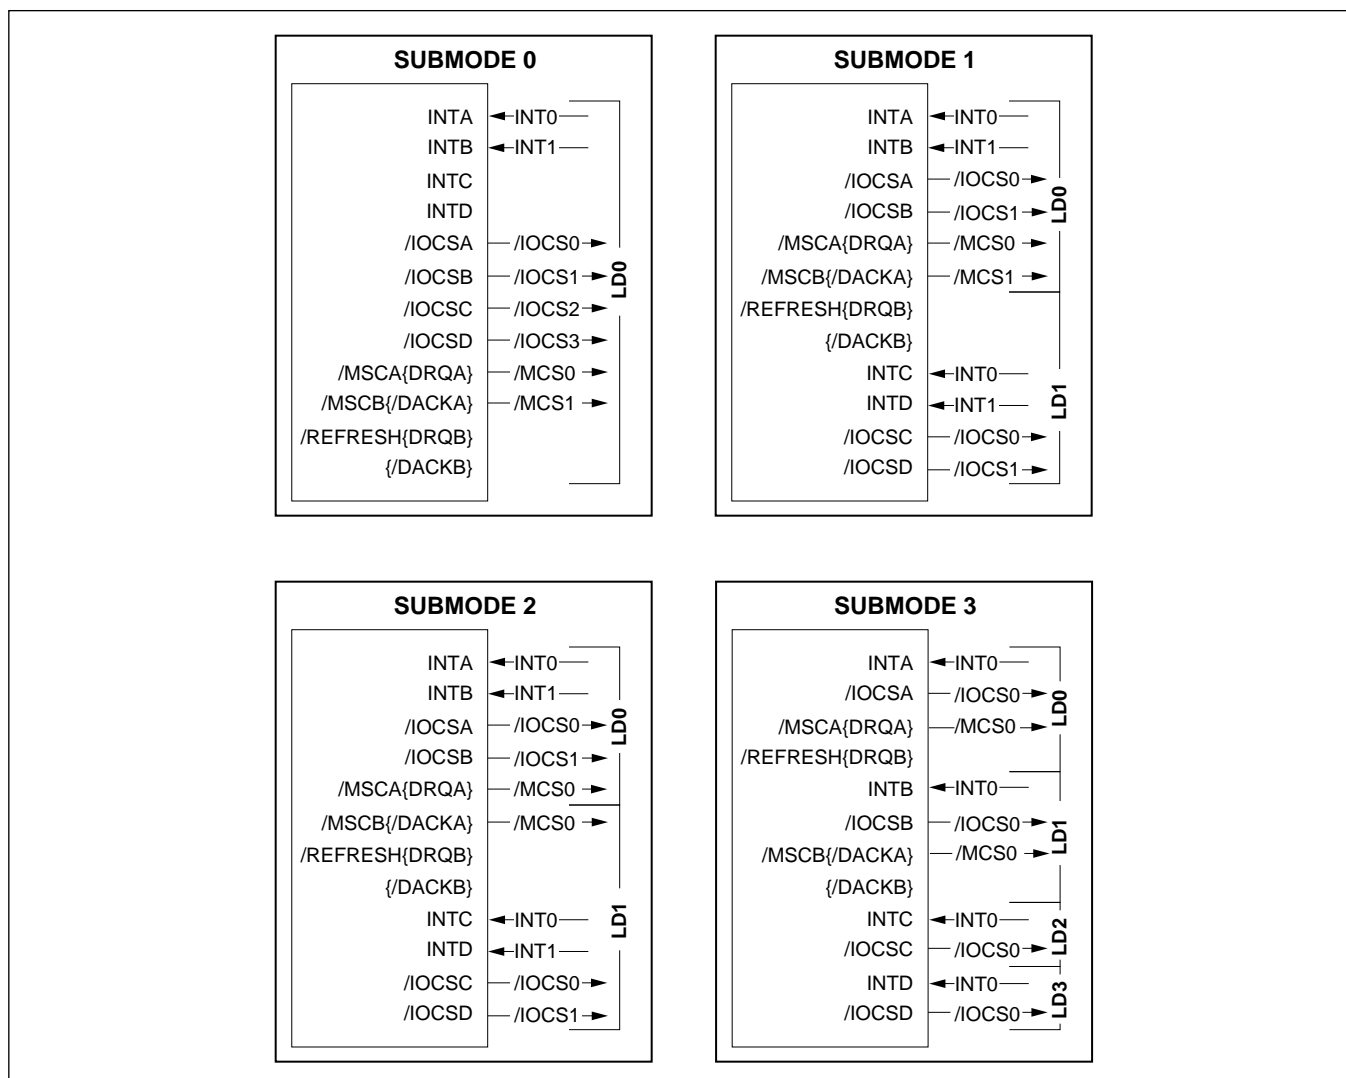 SUBMODE 0
INTA INT0
INTB INT1
INTC
INTD
/IOCSA /IOCS0
/IOCSB /IOCS1
/IOCSC /IOCS2
/IOCSD /IOCS3
/MSCA{DRQA} /MCS0
/MSCB{/DACKA} /MCS1
/REFRESH{DRQB}
{/DACKB}
LD0
SUBMODE 1
INTA INT0
INTB INT1
/IOCSA /IOCS0
/IOCSB /IOCS1
/MSCA{DRQA} /MCS0
/MSCB{/DACKA} /MCS1
/REFRESH{DRQB}
{/DACKB}
INTC INT0
INTD INT1
/IOCSC /IOCS0
/IOCSD /IOCS1
LD0
LD1
SUBMODE 2
INTA INT0
INTB INT1
/IOCSA /IOCS0
/IOCSB /IOCS1
/MSCA{DRQA} /MCS0
/MSCB{/DACKA} /MCS0
/REFRESH{DRQB}
{/DACKB}
INTC INT0
INTD INT1
/IOCSC /IOCS0
/IOCSD /IOCS1
LD0
LD1
SUBMODE 3
INTA INT0
/IOCSA /IOCS0
/MSCA{DRQA} /MCS0
/REFRESH{DRQB}
INTB INT0
/IOCSB /IOCS0
/MSCB{/DACKA} /MCS0
{/DACKB}
INTC INT0
/IOCSC /IOCS0
INTD INT0
/IOCSD /IOCS0
LD0
LD1
LD2
LD3